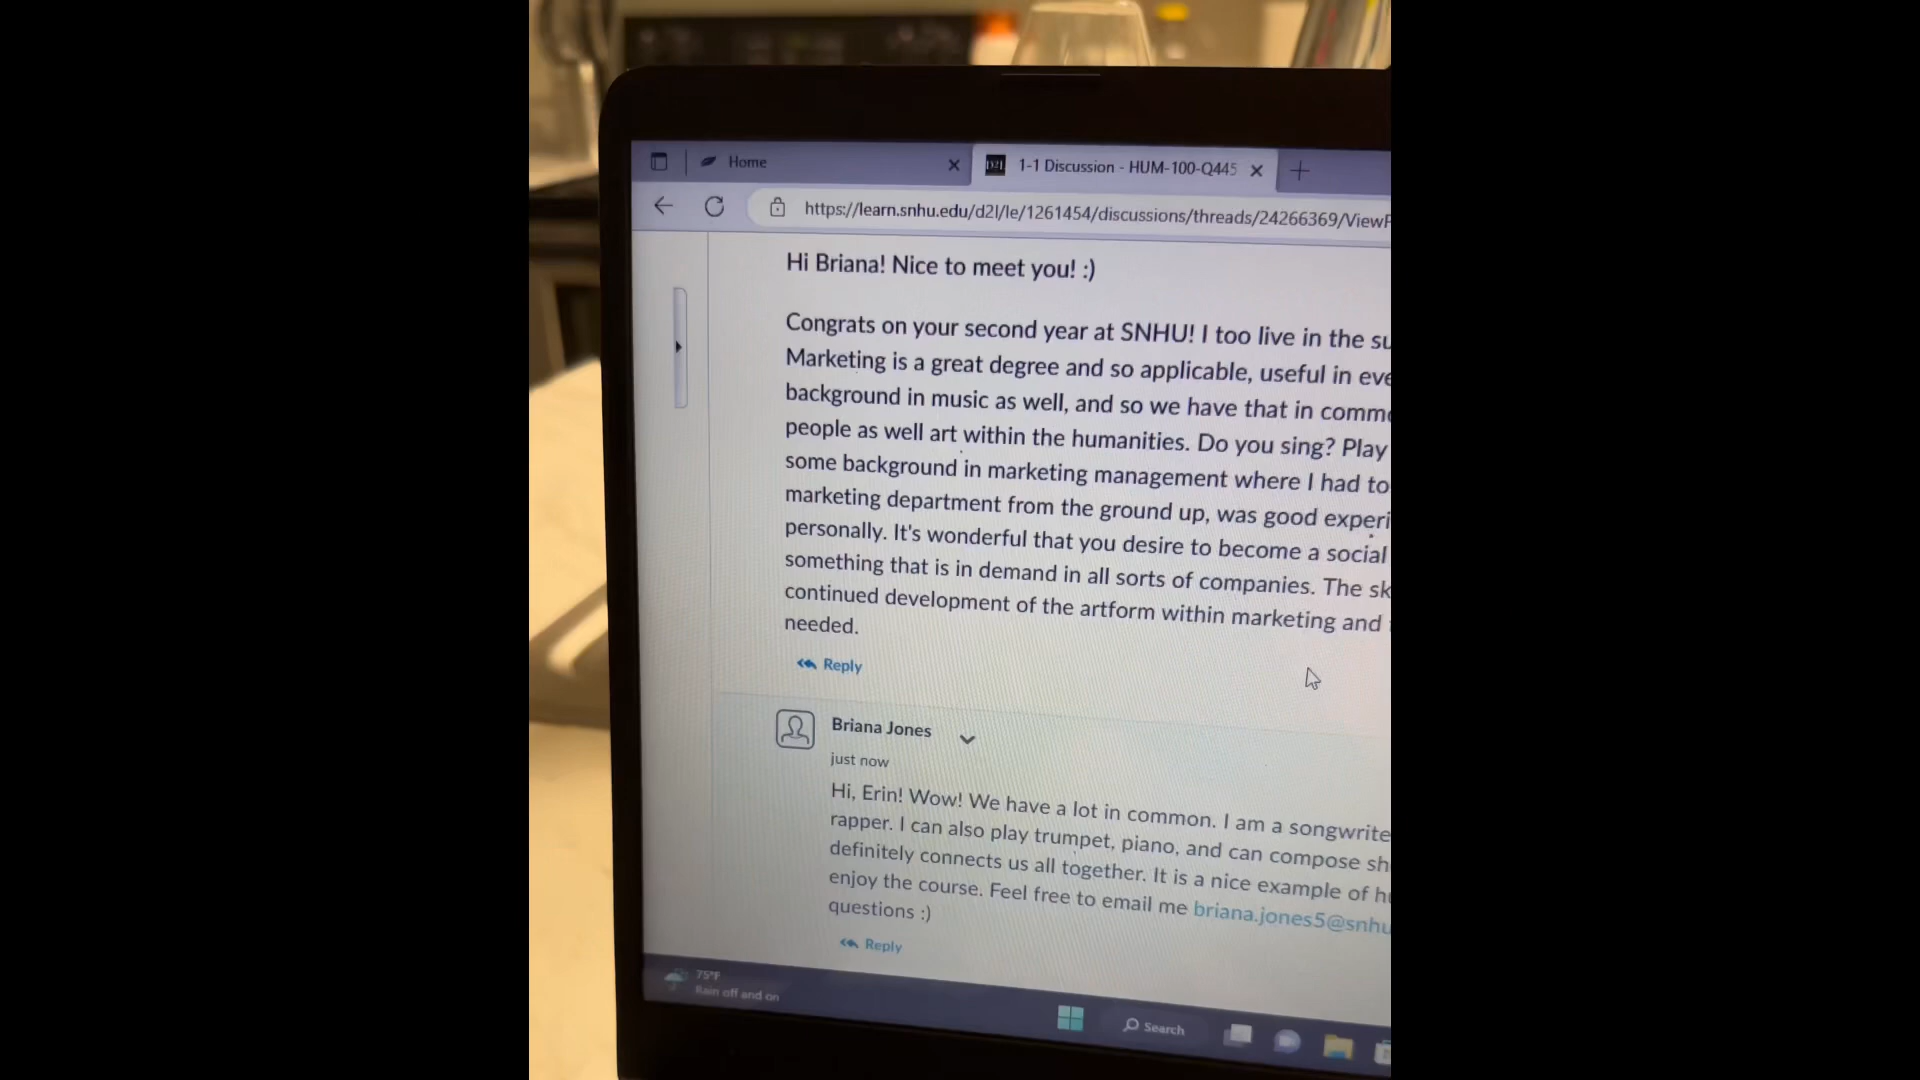 Home
1-1 Discussion - HUM-100-Q445
https://learn.snhu.edu/d2l/le/1261454/discussions/threads/24266369/View
Hi Briana! Nice to meet you! :)
Congrats on your second year at SNHU! I too live in the su
Marketing is a great degree and so applicable, useful in eve
background in music as well, and so we have that in commo
people as well art within the humanities. Do you sing? Play
some background in marketing management where I had to
marketing department from the ground up, was good experi
personally. It's wonderful that you desire to become a social
something that is in demand in all sorts of companies. The sk
continued development of the artform within marketing and
needed.
Reply
Briana Jones
just now
Hi, Erin! Wow! We have a lot in common. I am a songwrite
rapper. I can also play trumpet, piano, and can compose sh
definitely connects us all together. It is a nice example of hu
enjoy the course. Feel free to email me briana.jones5@snhu
questions :)
Reply
75°F
Rain off and on
Search